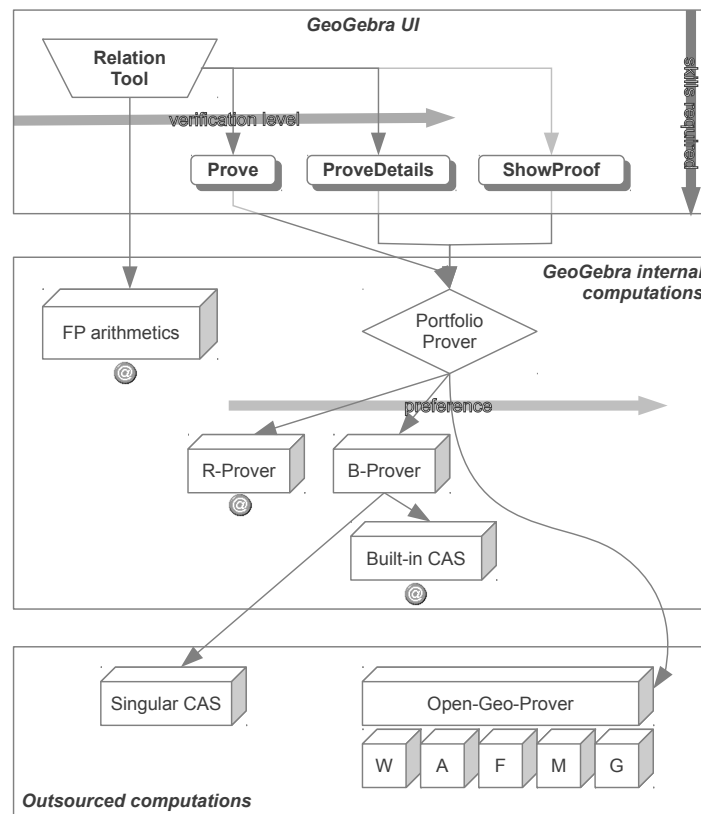 GeoGebra UI
Relation
Tool
skills required
verification level
Prove
ProveDetails
ShowProof
GeoGebra internal
computations
FP arithmetics
@
Portfolio
Prover
preference
R-Prover
B-Prover
@
Built-in CAS
@
Singular CAS
Open-Geo-Prover
W
A
F
M
G
Outsourced computations